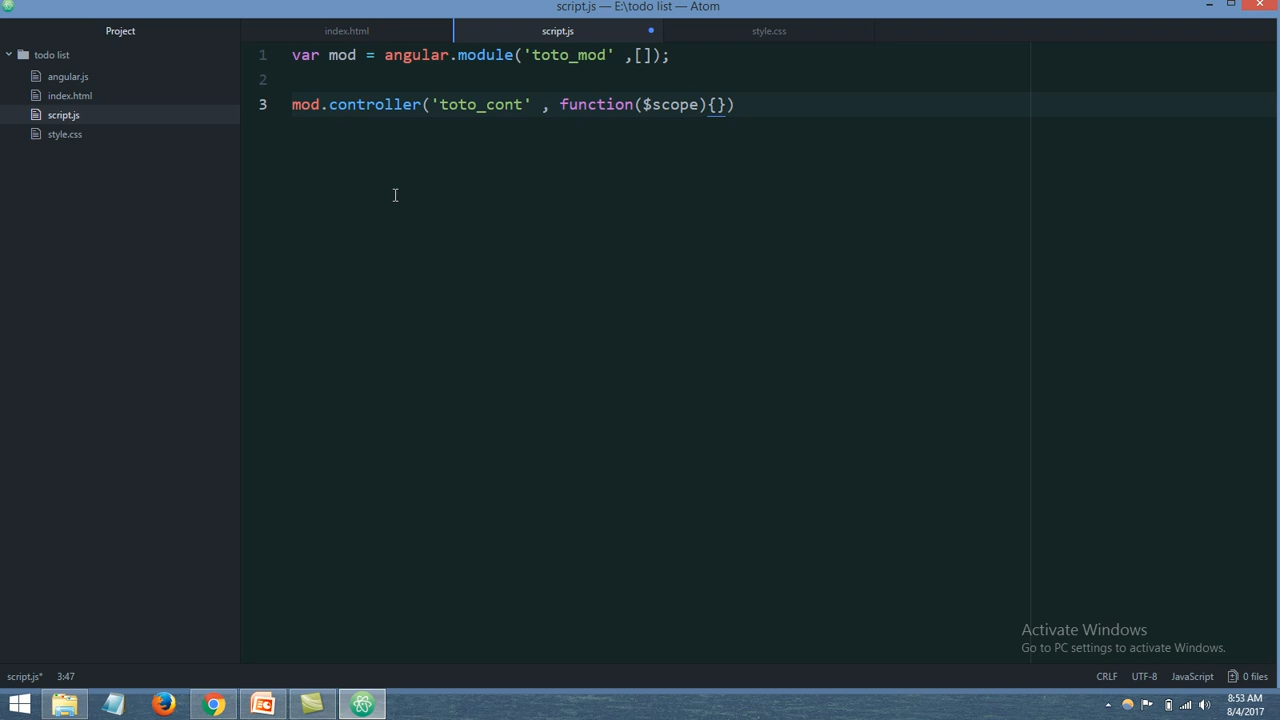 script.js — E:\todo list — Atom
Project
index.html
script.js
style.css
todo list
angular.js
index.html
script.js
style.css
1 var mod = angular.module('toto_mod' ,[]);
2
3 mod.controller('toto_cont' , function($scope){})
Activate Windows
Go to PC settings to activate Windows.
script.js* 3:47 CRLF UTF-8 JavaScript 0 files
8:53 AM
8/4/2017